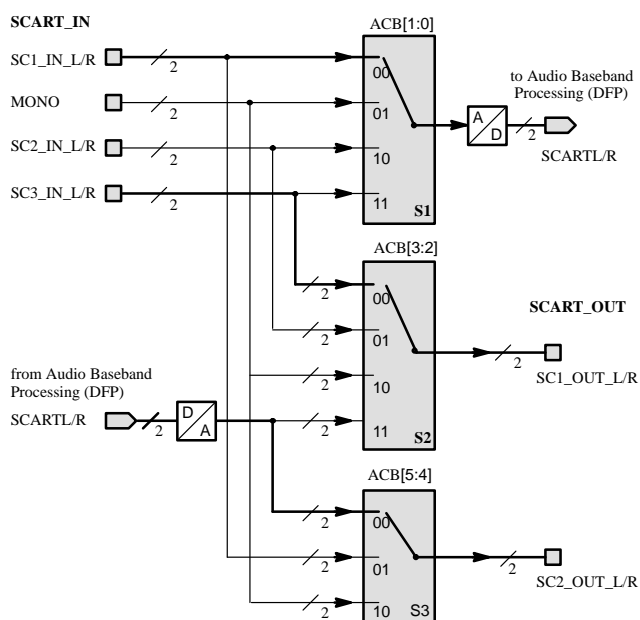 SCART_IN
ACB[1:0]
SC1_IN_L/R
2
00
to Audio Baseband
Processing (DFP)
MONO
2
01
A
D
2
SCARTL/R
SC2_IN_L/R
2
10
SC3_IN_L/R
2
11
S1
ACB[3:2]
2
00
SCART_OUT
2
01
2
SC1_OUT_L/R
from Audio Baseband
Processing (DFP)
2
10
SCARTL/R
2
D
A
2
11
S2
ACB[5:4]
2
00
2
01
2
SC2_OUT_L/R
2
10
S3